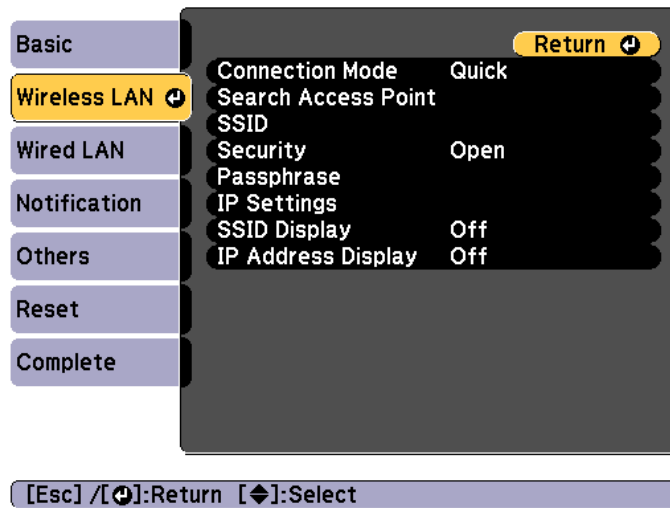 Basic
Wireless LAN
Wired LAN
Notification
Others
Reset
Complete
Return
Connection Mode Quick
Search Access Point
SSID
Security Open
Passphrase
IP Settings
SSID Display Off
IP Address Display Off
[Esc] /[⏎]:Return [◆]:Select